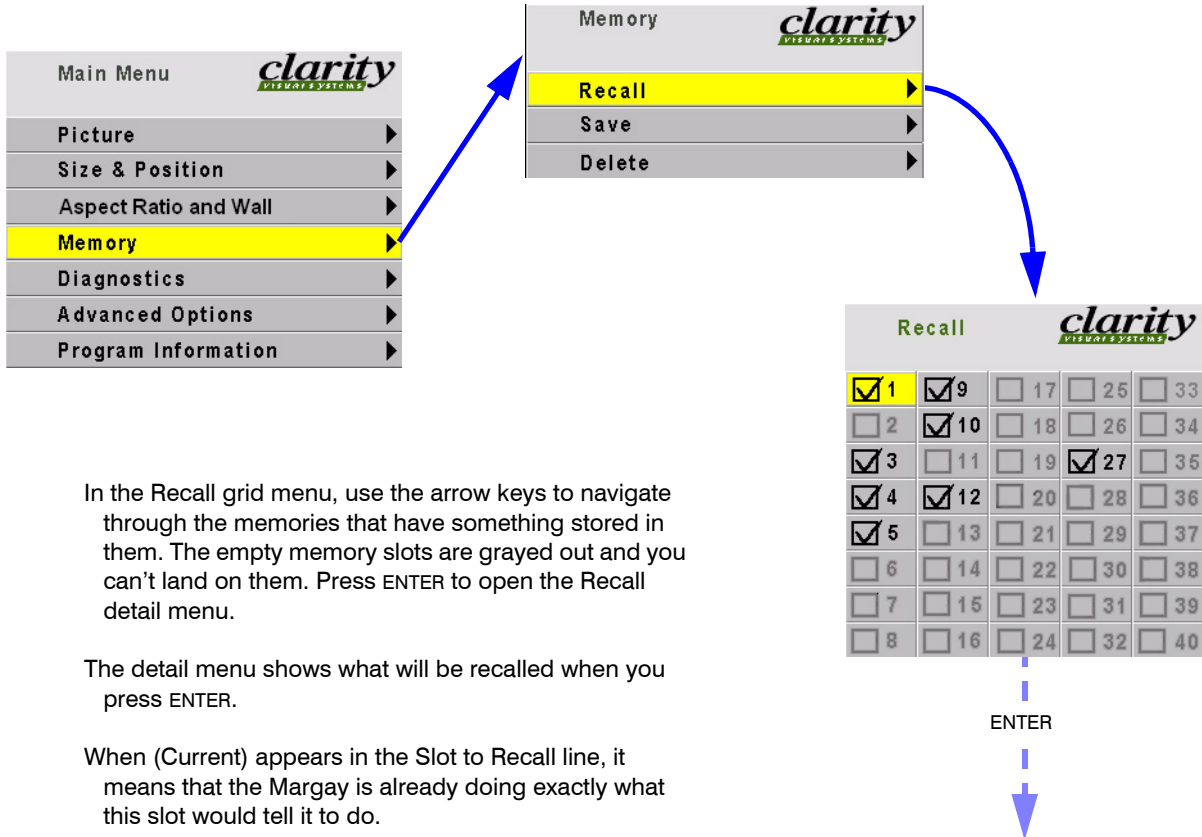 Memory
clarity
VISUAL SYSTEMS
Recall
Save
Delete
Main Menu
clarity
VISUAL SYSTEMS
Picture
Size & Position
Aspect Ratio and Wall
Memory
Diagnostics
Advanced Options
Program Information
Recall
clarity
VISUAL SYSTEMS
1 9 17 25 33
2 10 18 26 34
3 11 19 27 35
4 12 20 28 36
5 13 21 29 37
6 14 22 30 38
7 15 23 31 39
8 16 24 32 40
ENTER
In the Recall grid menu, use the arrow keys to navigate
through the memories that have something stored in
them. The empty memory slots are grayed out and you
can't land on them. Press ENTER to open the Recall
detail menu.
The detail menu shows what will be recalled when you
press ENTER.
When (Current) appears in the Slot to Recall line, it
means that the Margay is already doing exactly what
this slot would tell it to do.